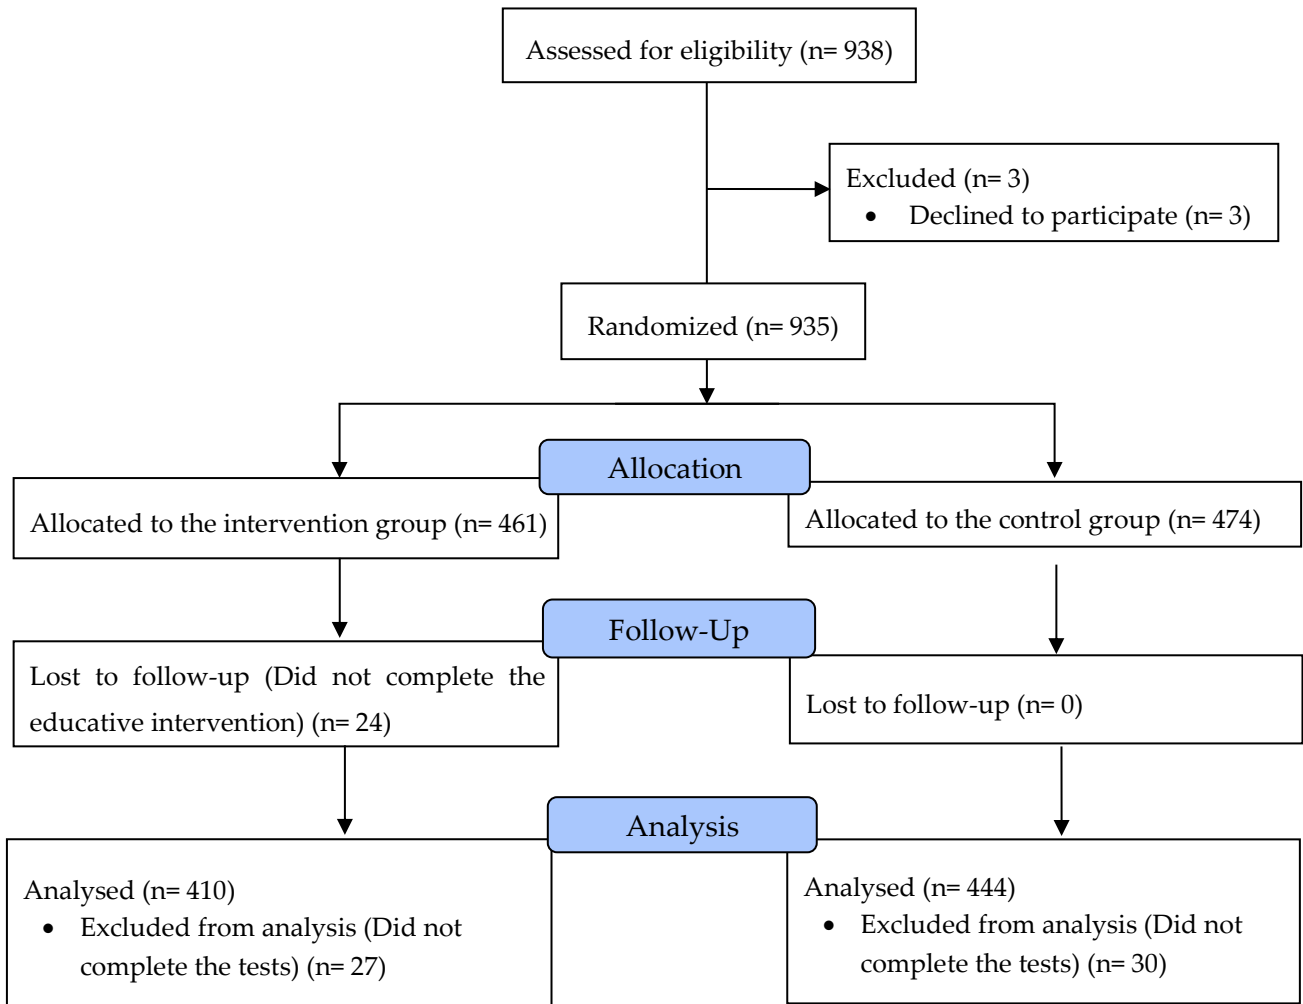 Assessed for eligibility (n= 938)
Excluded (n= 3)
• Declined to participate (n= 3)
Randomized (n= 935)
Allocation
Allocated to the intervention group (n= 461)
Allocated to the control group (n= 474)
Follow-Up
Lost to follow-up (Did not complete the
educative intervention) (n= 24)
Lost to follow-up (n= 0)
Analysis
Analysed (n= 410)
• Excluded from analysis (Did not
complete the tests) (n= 27)
Analysed (n= 444)
• Excluded from analysis (Did not
complete the tests) (n= 30)